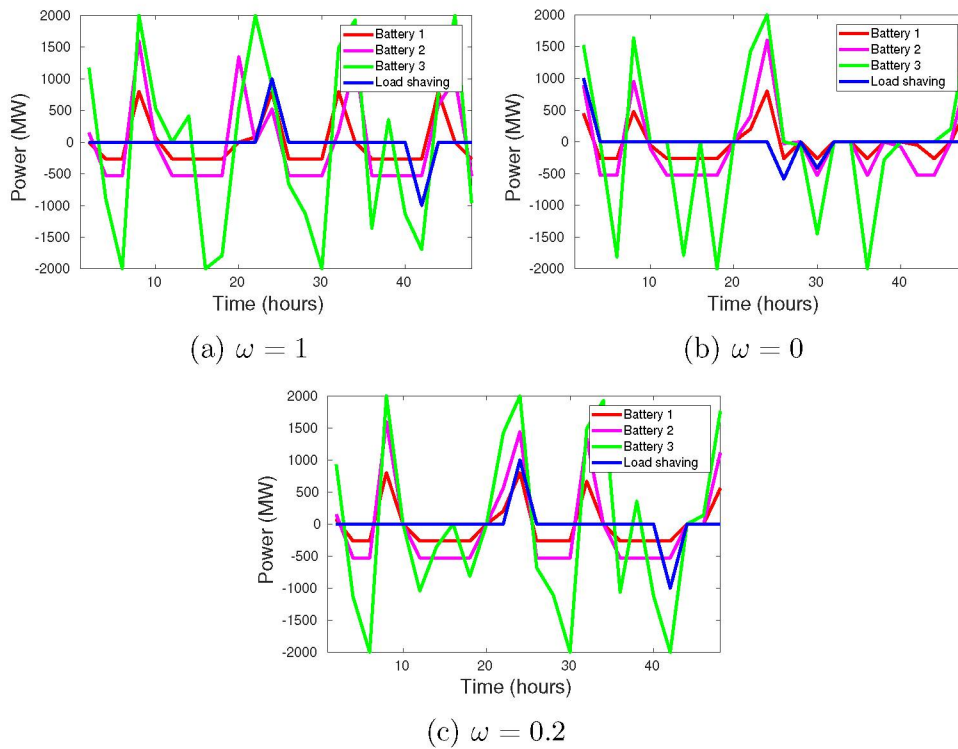 2000
1500
1000
500
0
-500
-1000
-1500
-2000
Power (MW)
10
20
30
40
Time (hours)
Battery 1
Battery 2
Battery 3
Load shaving
(a) ω = 1
2000
1500
1000
500
0
-500
-1000
-1500
-2000
Power (MW)
10
20
30
40
Time (hours)
Battery 1
Battery 2
Battery 3
Load shaving
(b) ω = 0
2000
1500
1000
500
0
-500
-1000
-1500
-2000
Power (MW)
10
20
30
40
Time (hours)
Battery 1
Battery 2
Battery 3
Load shaving
(c) ω = 0.2